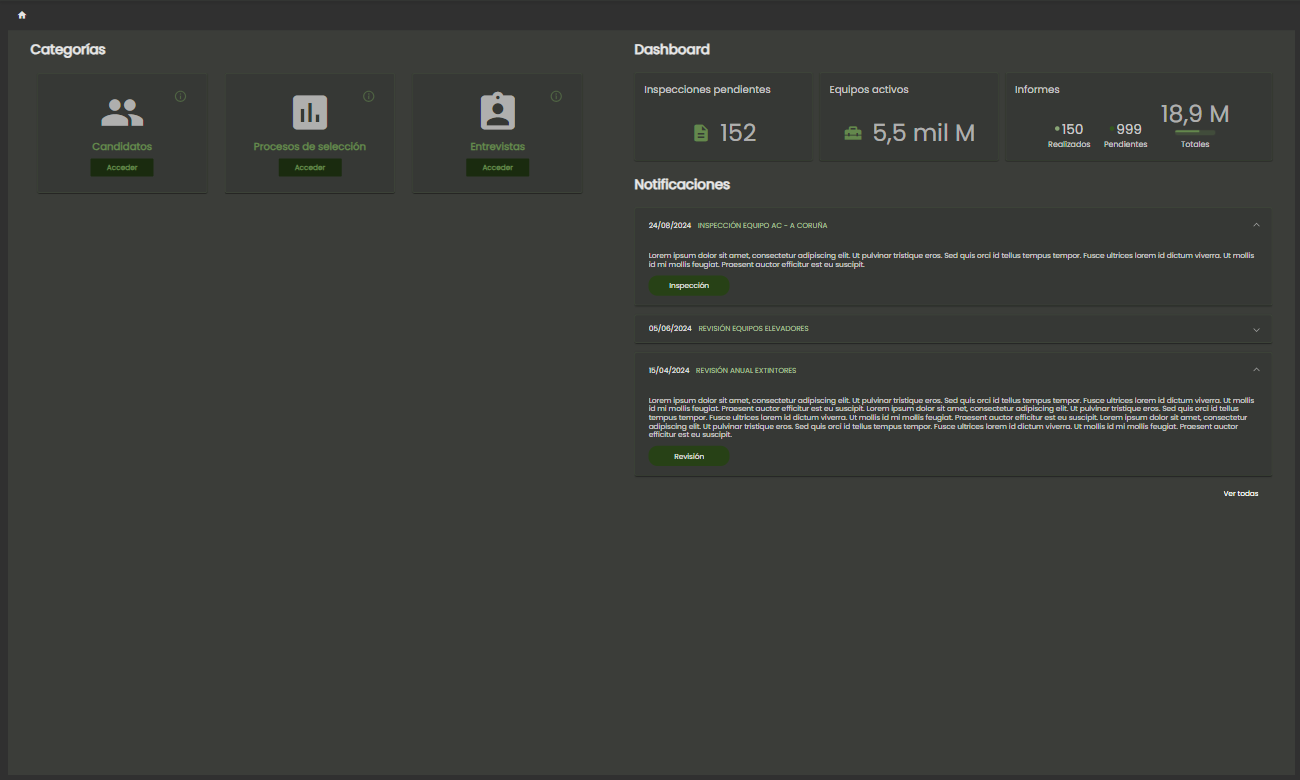 Categorías
Candidatos
Acceder
Procesos de selección
Acceder
Entrevistas
Acceder
Dashboard
Inspecciones pendientes
152
Equipos activos
5,5 mil M
Informes
150
Realizados
999
Pendientes
18,9 M
Totales
Notificaciones
24/08/2024 INSPECCIÓN EQUIPO AC - A CORUÑA
Lorem ipsum dolor sit amet, consectetur adipiscing elit. Ut pulvinar tristique eros. Sed quis orci id tellus tempus tempor. Fusce ultrices lorem id dictum viverra. Ut mollis
id mi mollis feugiat. Praesent auctor efficitur est eu suscipit.
Inspección
05/06/2024 REVISIÓN EQUIPOS ELEVADORES
15/04/2024 REVISIÓN ANUAL EXTINTORES
Lorem ipsum dolor sit amet, consectetur adipiscing elit. Ut pulvinar tristique eros. Sed quis orci id tellus tempus tempor. Fusce ultrices lorem id dictum viverra. Ut mollis
id mi mollis feugiat. Praesent auctor efficitur est eu suscipit. Lorem ipsum dolor sit amet, consectetur adipiscing elit. Ut pulvinar tristique eros. Sed quis orci id tellus
tempus tempor. Fusce ultrices lorem id dictum viverra. Ut mollis id mi mollis feugiat. Praesent auctor efficitur est eu suscipit. Lorem ipsum dolor sit amet, consectetur
adipiscing elit. Ut pulvinar tristique eros. Sed quis orci id tellus tempus tempor. Fusce ultrices lorem id dictum viverra. Ut mollis id mi mollis feugiat. Praesent auctor
efficitur est eu suscipit.
Revisión
Ver todas